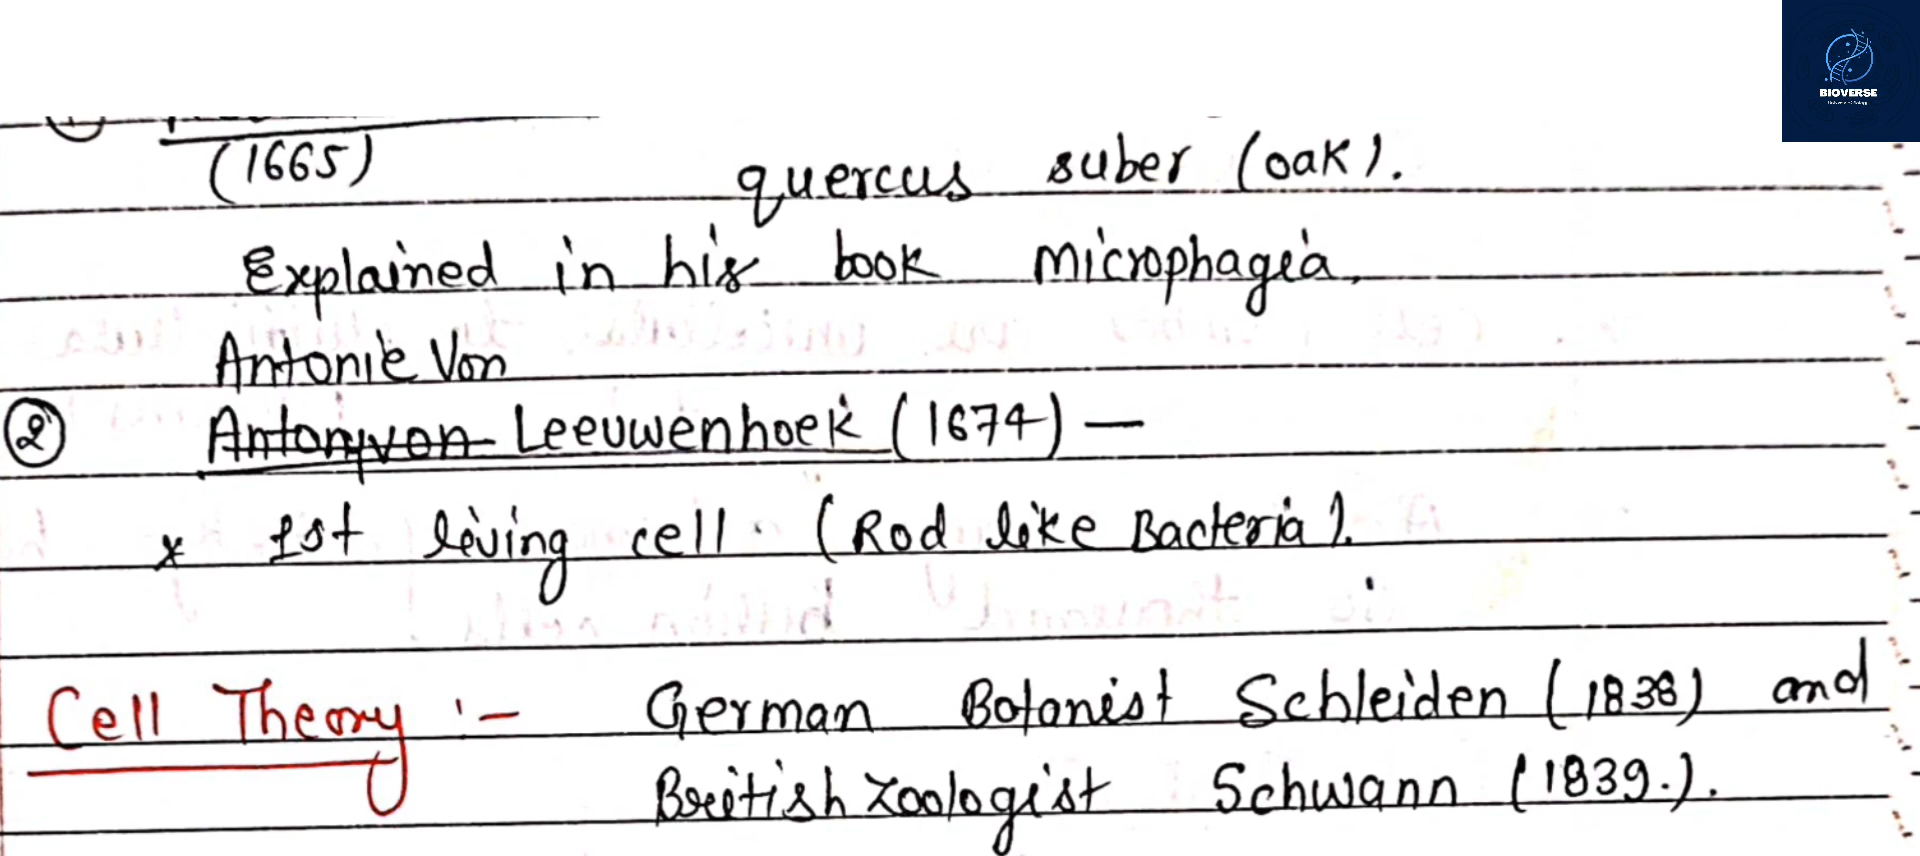 BIOVERSE
(1665) quercus suber (oak).
Explained in his book microphagia.
Antonie Von
② Antonyvon Leeuwenhoek (1674) —
x 1st living cell. (Rod like Bacteria).
Cell Theory :- German Botanist Schleiden (1838) and
British Zoologist Schwann (1839.).